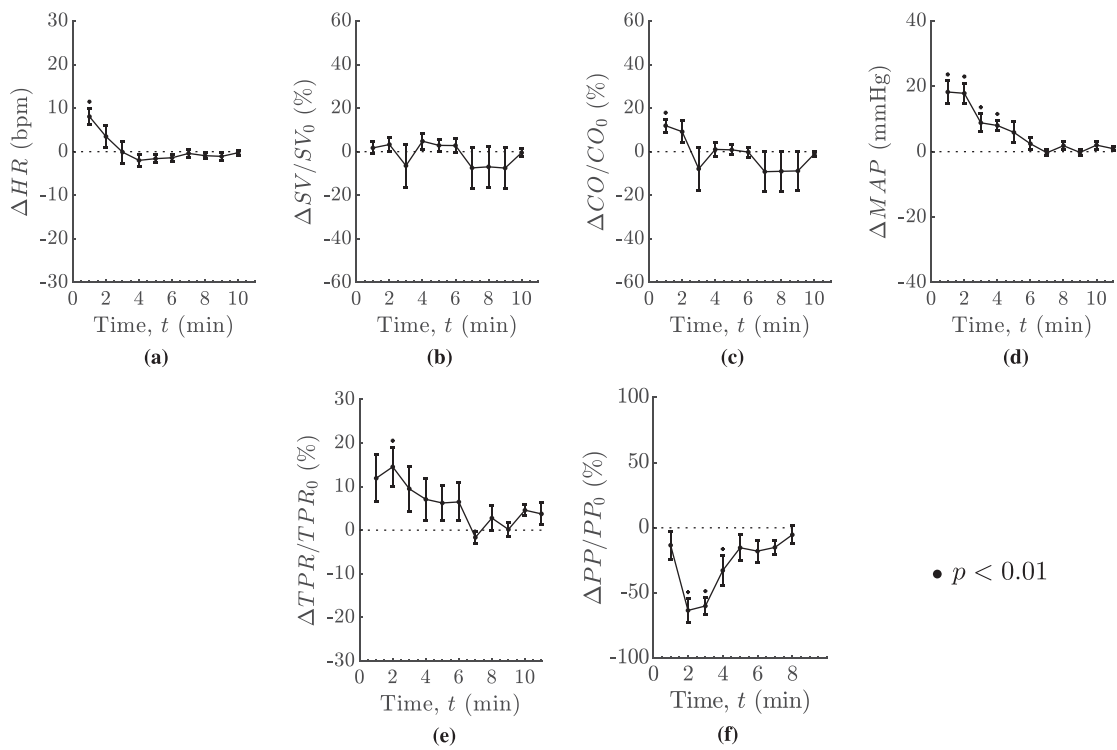 30
20
10
0
-10
-20
-30
ΔHR (bpm)
0 2 4 6 8 10
Time, t (min)
(a)
60
40
20
0
-20
-40
-60
ΔSV/SV₀ (%)
0 2 4 6 8 10
Time, t (min)
(b)
60
40
20
0
-20
-40
-60
ΔCO/CO₀ (%)
0 2 4 6 8 10
Time, t (min)
(c)
40
20
0
-20
-40
ΔMAP (mmHg)
0 2 4 6 8 10
Time, t (min)
(d)
30
20
10
0
-10
-20
-30
ΔTPR/TPR₀ (%)
0 2 4 6 8 10
Time, t (min)
(e)
100
50
0
-50
-100
ΔPP/PP₀ (%)
0 2 4 6 8
Time, t (min)
(f)
• p < 0.01